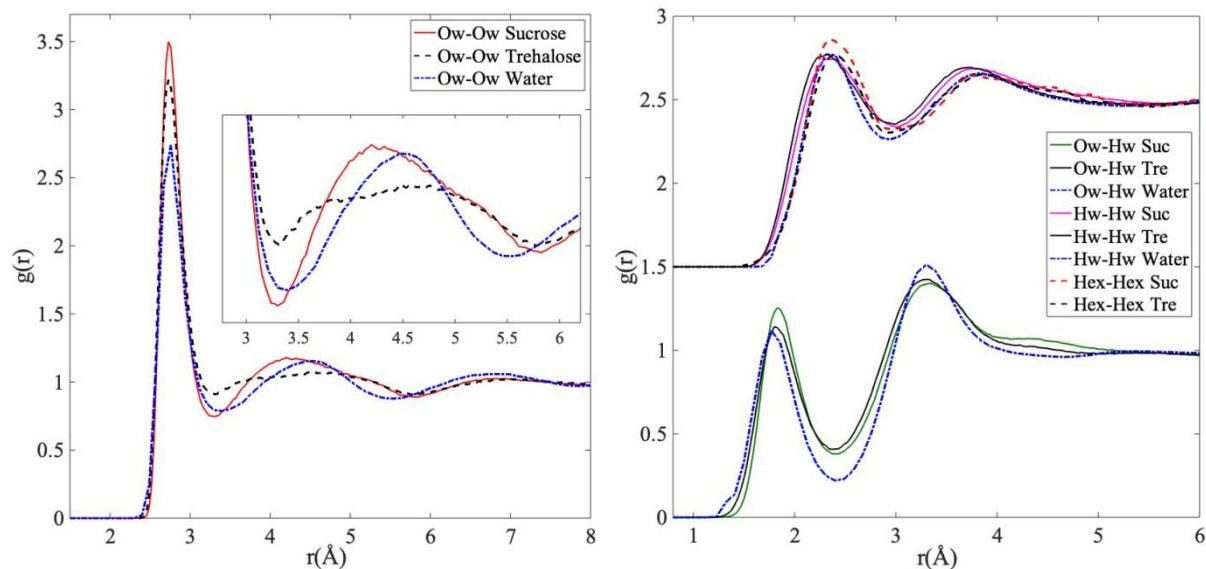 3.5
3
2.5
2
1.5
1
0.5
0
g(r)
2
3
4
5
6
7
8
r(Å)
Ow-Ow Sucrose
Ow-Ow Trehalose
Ow-Ow Water
3
3.5
4
4.5
5
5.5
6
3
2.5
2
1.5
1
0.5
0
g(r)
1
2
3
4
5
6
r(Å)
Ow-Hw Suc
Ow-Hw Tre
Ow-Hw Water
Hw-Hw Suc
Hw-Hw Tre
Hw-Hw Water
Hex-Hex Suc
Hex-Hex Tre